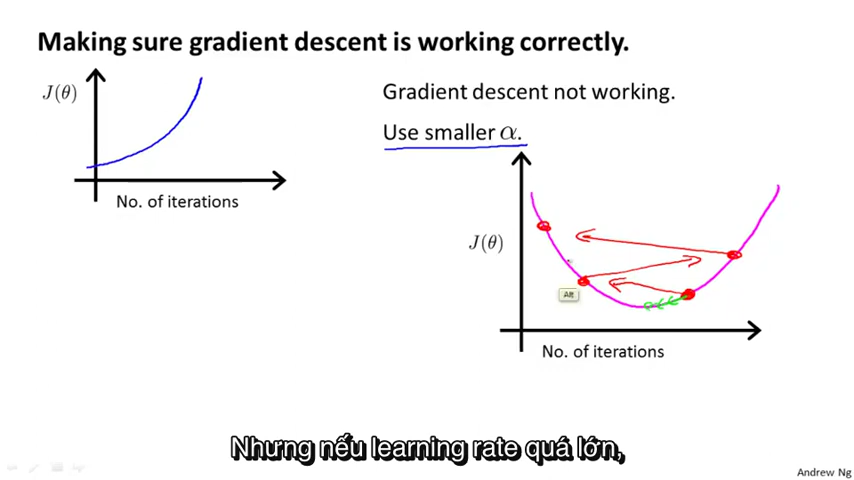 Making sure gradient descent is working correctly.
J(θ)
No. of iterations
Gradient descent not working.
Use smaller α.
J(θ)
Alt
No. of iterations
Nhưng nếu learning rate quá lớn,
Andrew Ng